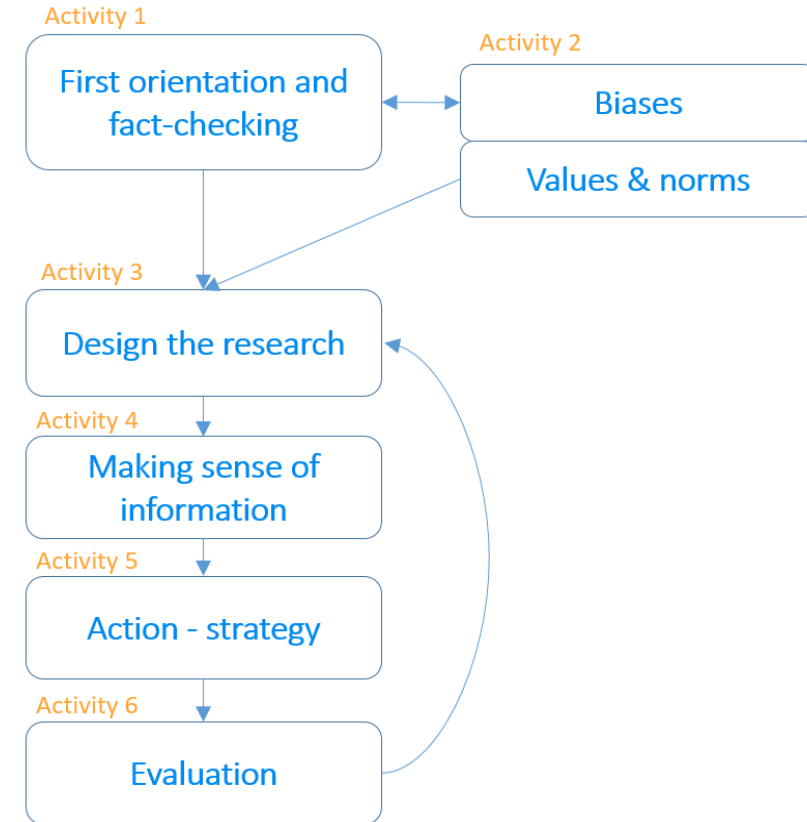 Activity 1
First orientation and
fact-checking
Activity 2
Biases
Values & norms
Activity 3
Design the research
Activity 4
Making sense of
information
Activity 5
Action - strategy
Activity 6
Evaluation